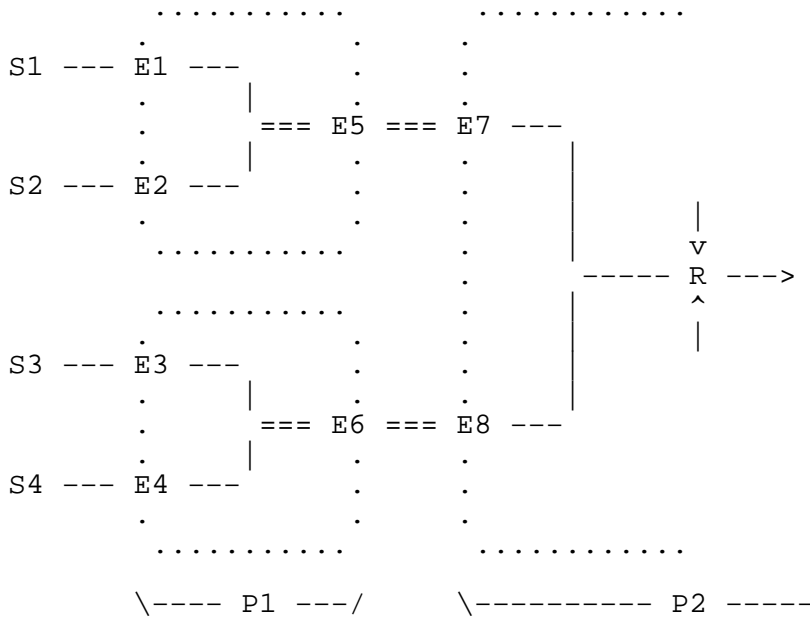 ...........        ............
          .           .      .
S1 --- E1 ---         .      .
          .     |     .      .
          .      === E5 === E7 ---
          .     |     .      .     |
S2 --- E2 ---         .      .     |
          .           .      .     |      |
           ...........       .     |      v
                             .      ----- R --->
           ...........       .     |      ^
          .           .      .     |      |
S3 --- E3 ---         .      .     |
          .     |     .      .     |
          .      === E6 === E8 ---
          .     |     .      .
S4 --- E4 ---         .      .
          .           .      .
           ...........        ............
          \---- P1 ---/      \---------- P2 -----